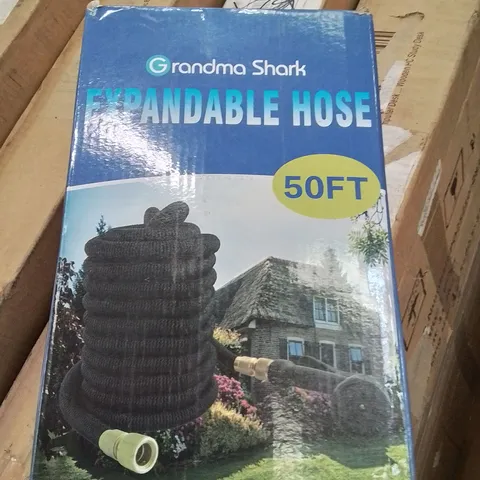 Grandma Shark
EXPANDABLE HOSE
50FT